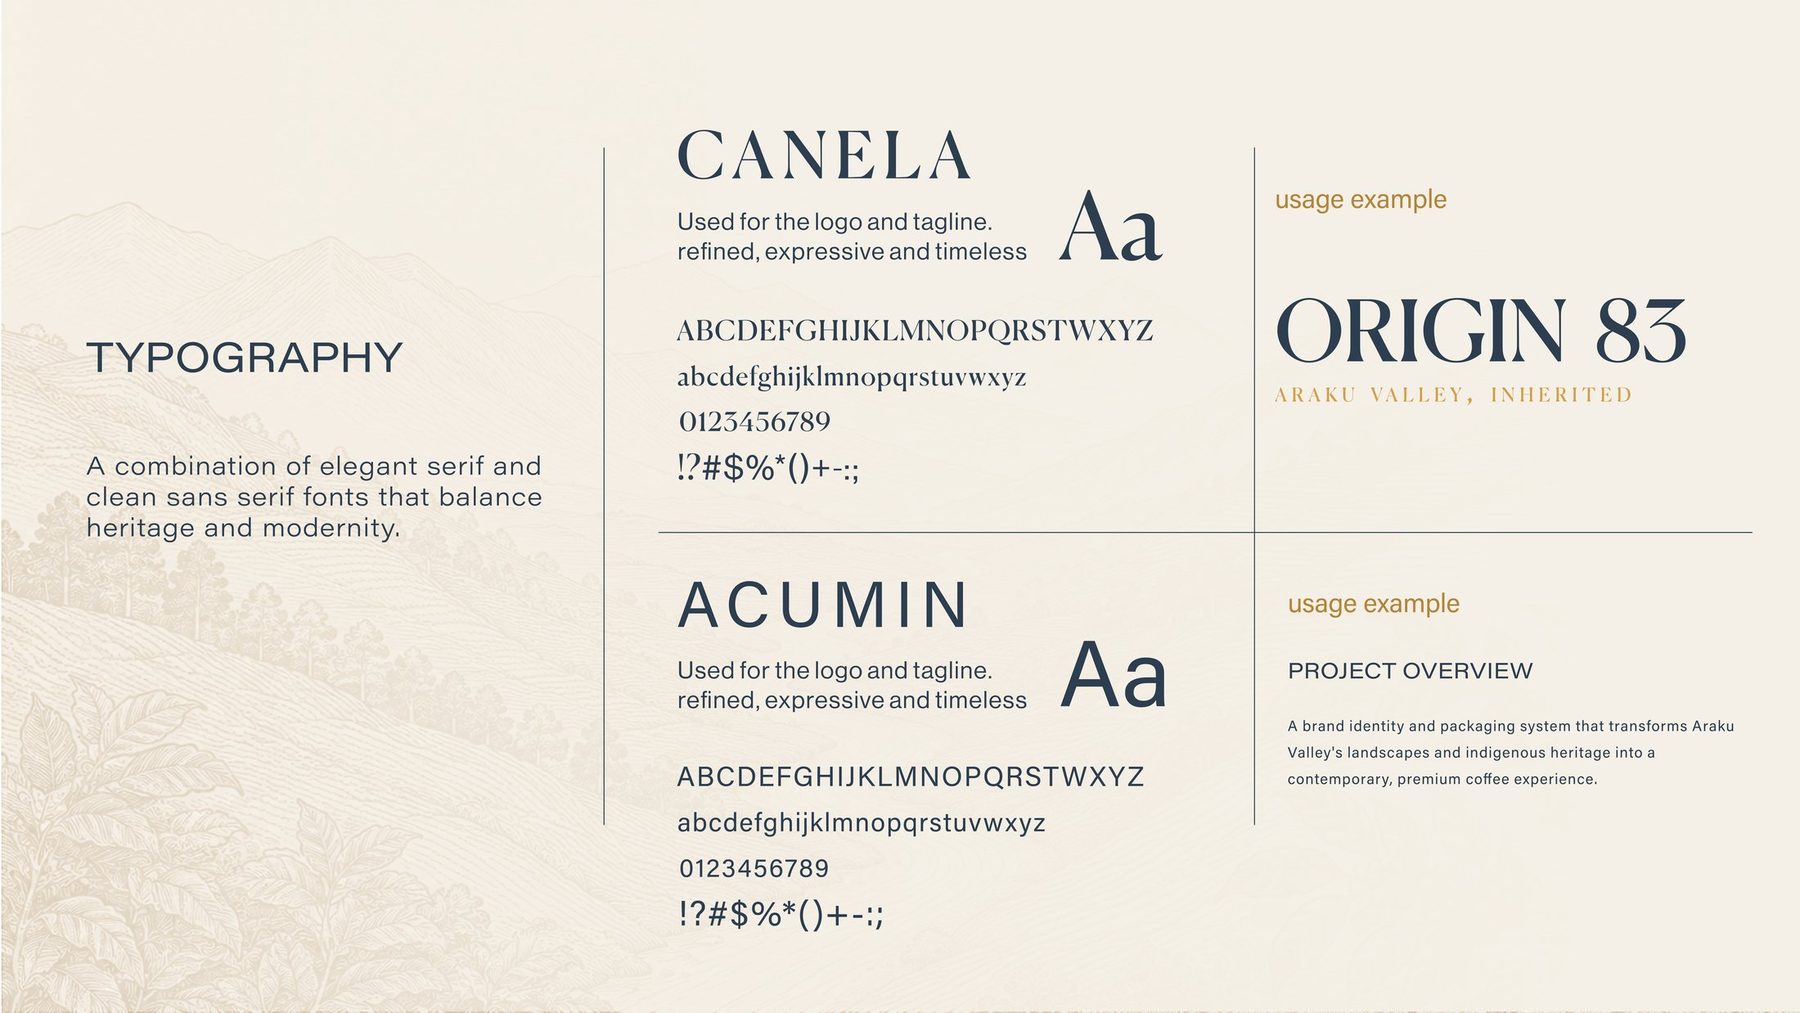 TYPOGRAPHY
A combination of elegant serif and
clean sans serif fonts that balance
heritage and modernity.
CANELA
Used for the logo and tagline.
refined, expressive and timeless
Aa
ABCDEFGHIJKLMNOPQRSTWXYZ
abcdefghijklmnopqrstuvwxyz
0123456789
!?#$%*()+-:;
usage example
ORIGIN 83
ARAKU VALLEY, INHERITED
ACUMIN
Used for the logo and tagline.
refined, expressive and timeless
Aa
ABCDEFGHIJKLMNOPQRSTWXYZ
abcdefghijklmnopqrstuvwxyz
0123456789
!?#$%*()+-:;
usage example
PROJECT OVERVIEW
A brand identity and packaging system that transforms Araku
Valley's landscapes and indigenous heritage into a
contemporary, premium coffee experience.